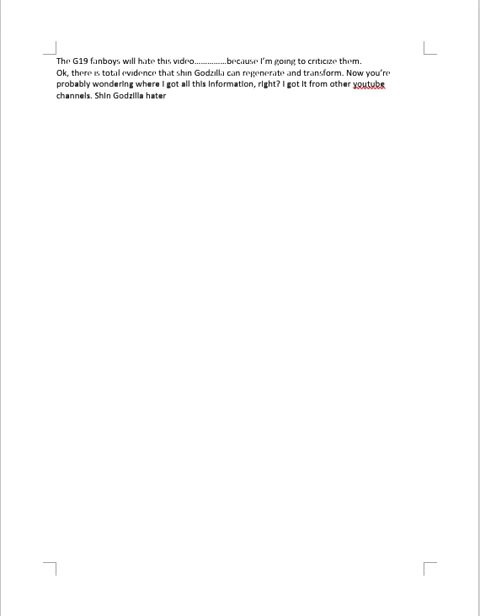 The G19 fanboys will hate this video……………because I'm going to criticize them.
Ok, there is total evidence that shin Godzilla can regenerate and transform. Now you're
probably wondering where I got all this information, right? I got it from other youtube
channels. Shin Godzilla hater